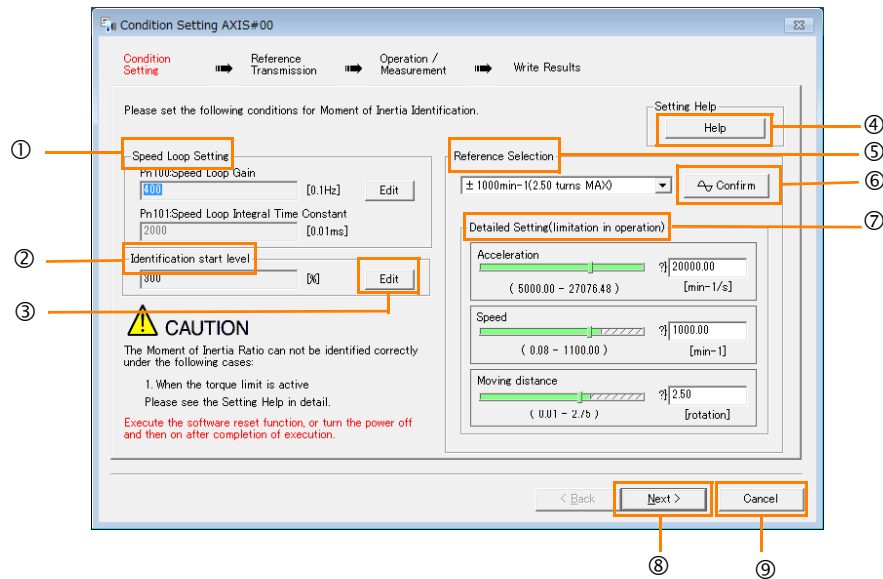 Condition Setting AXIS#00
Condition Setting
Reference Transmission
Operation / Measurement
Write Results
Please set the following conditions for Moment of Inertia Identification.
Setting Help
Help
④
①
Speed Loop Setting
Pn100:Speed Loop Gain
400 [0.1Hz] Edit
Pn101:Speed Loop Integral Time Constant
2000 [0.01ms]
②
Identification start level
300 [%] Edit
③
CAUTION
The Moment of Inertia Ratio can not be identified correctly
under the following cases:
1. When the torque limit is active
Please see the Setting Help in detail.
Execute the software reset function, or turn the power off
and then on after completion of execution.
Reference Selection
⑤
± 1000min-1(2.50 turns MAX) Confirm
⑥
Detailed Setting(limitation in operation)
⑦
Acceleration
?} 20000.00
( 5000.00 - 27076.48 ) [min-1/s]
Speed
?} 1000.00
( 0.08 - 1100.00 ) [min-1]
Moving distance
?} 2.50
( 0.01 - 2.75 ) [rotation]
< Back Next > Cancel
⑧ ⑨